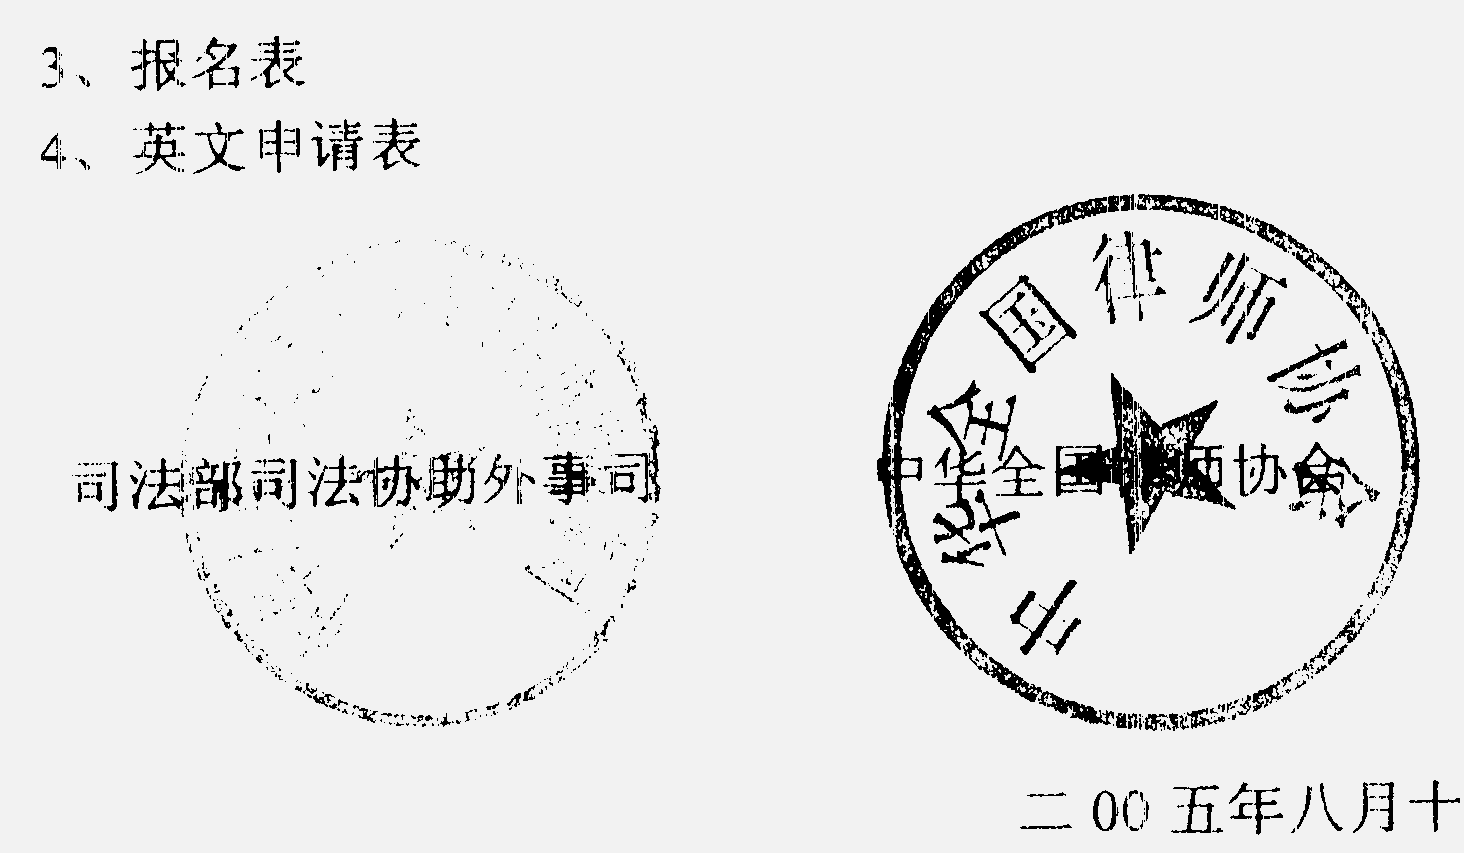 3、报名表
4、英文申请表
中华全国律师协会
司法部司法协助外事司 中华全国律师协会
二00五年八月十